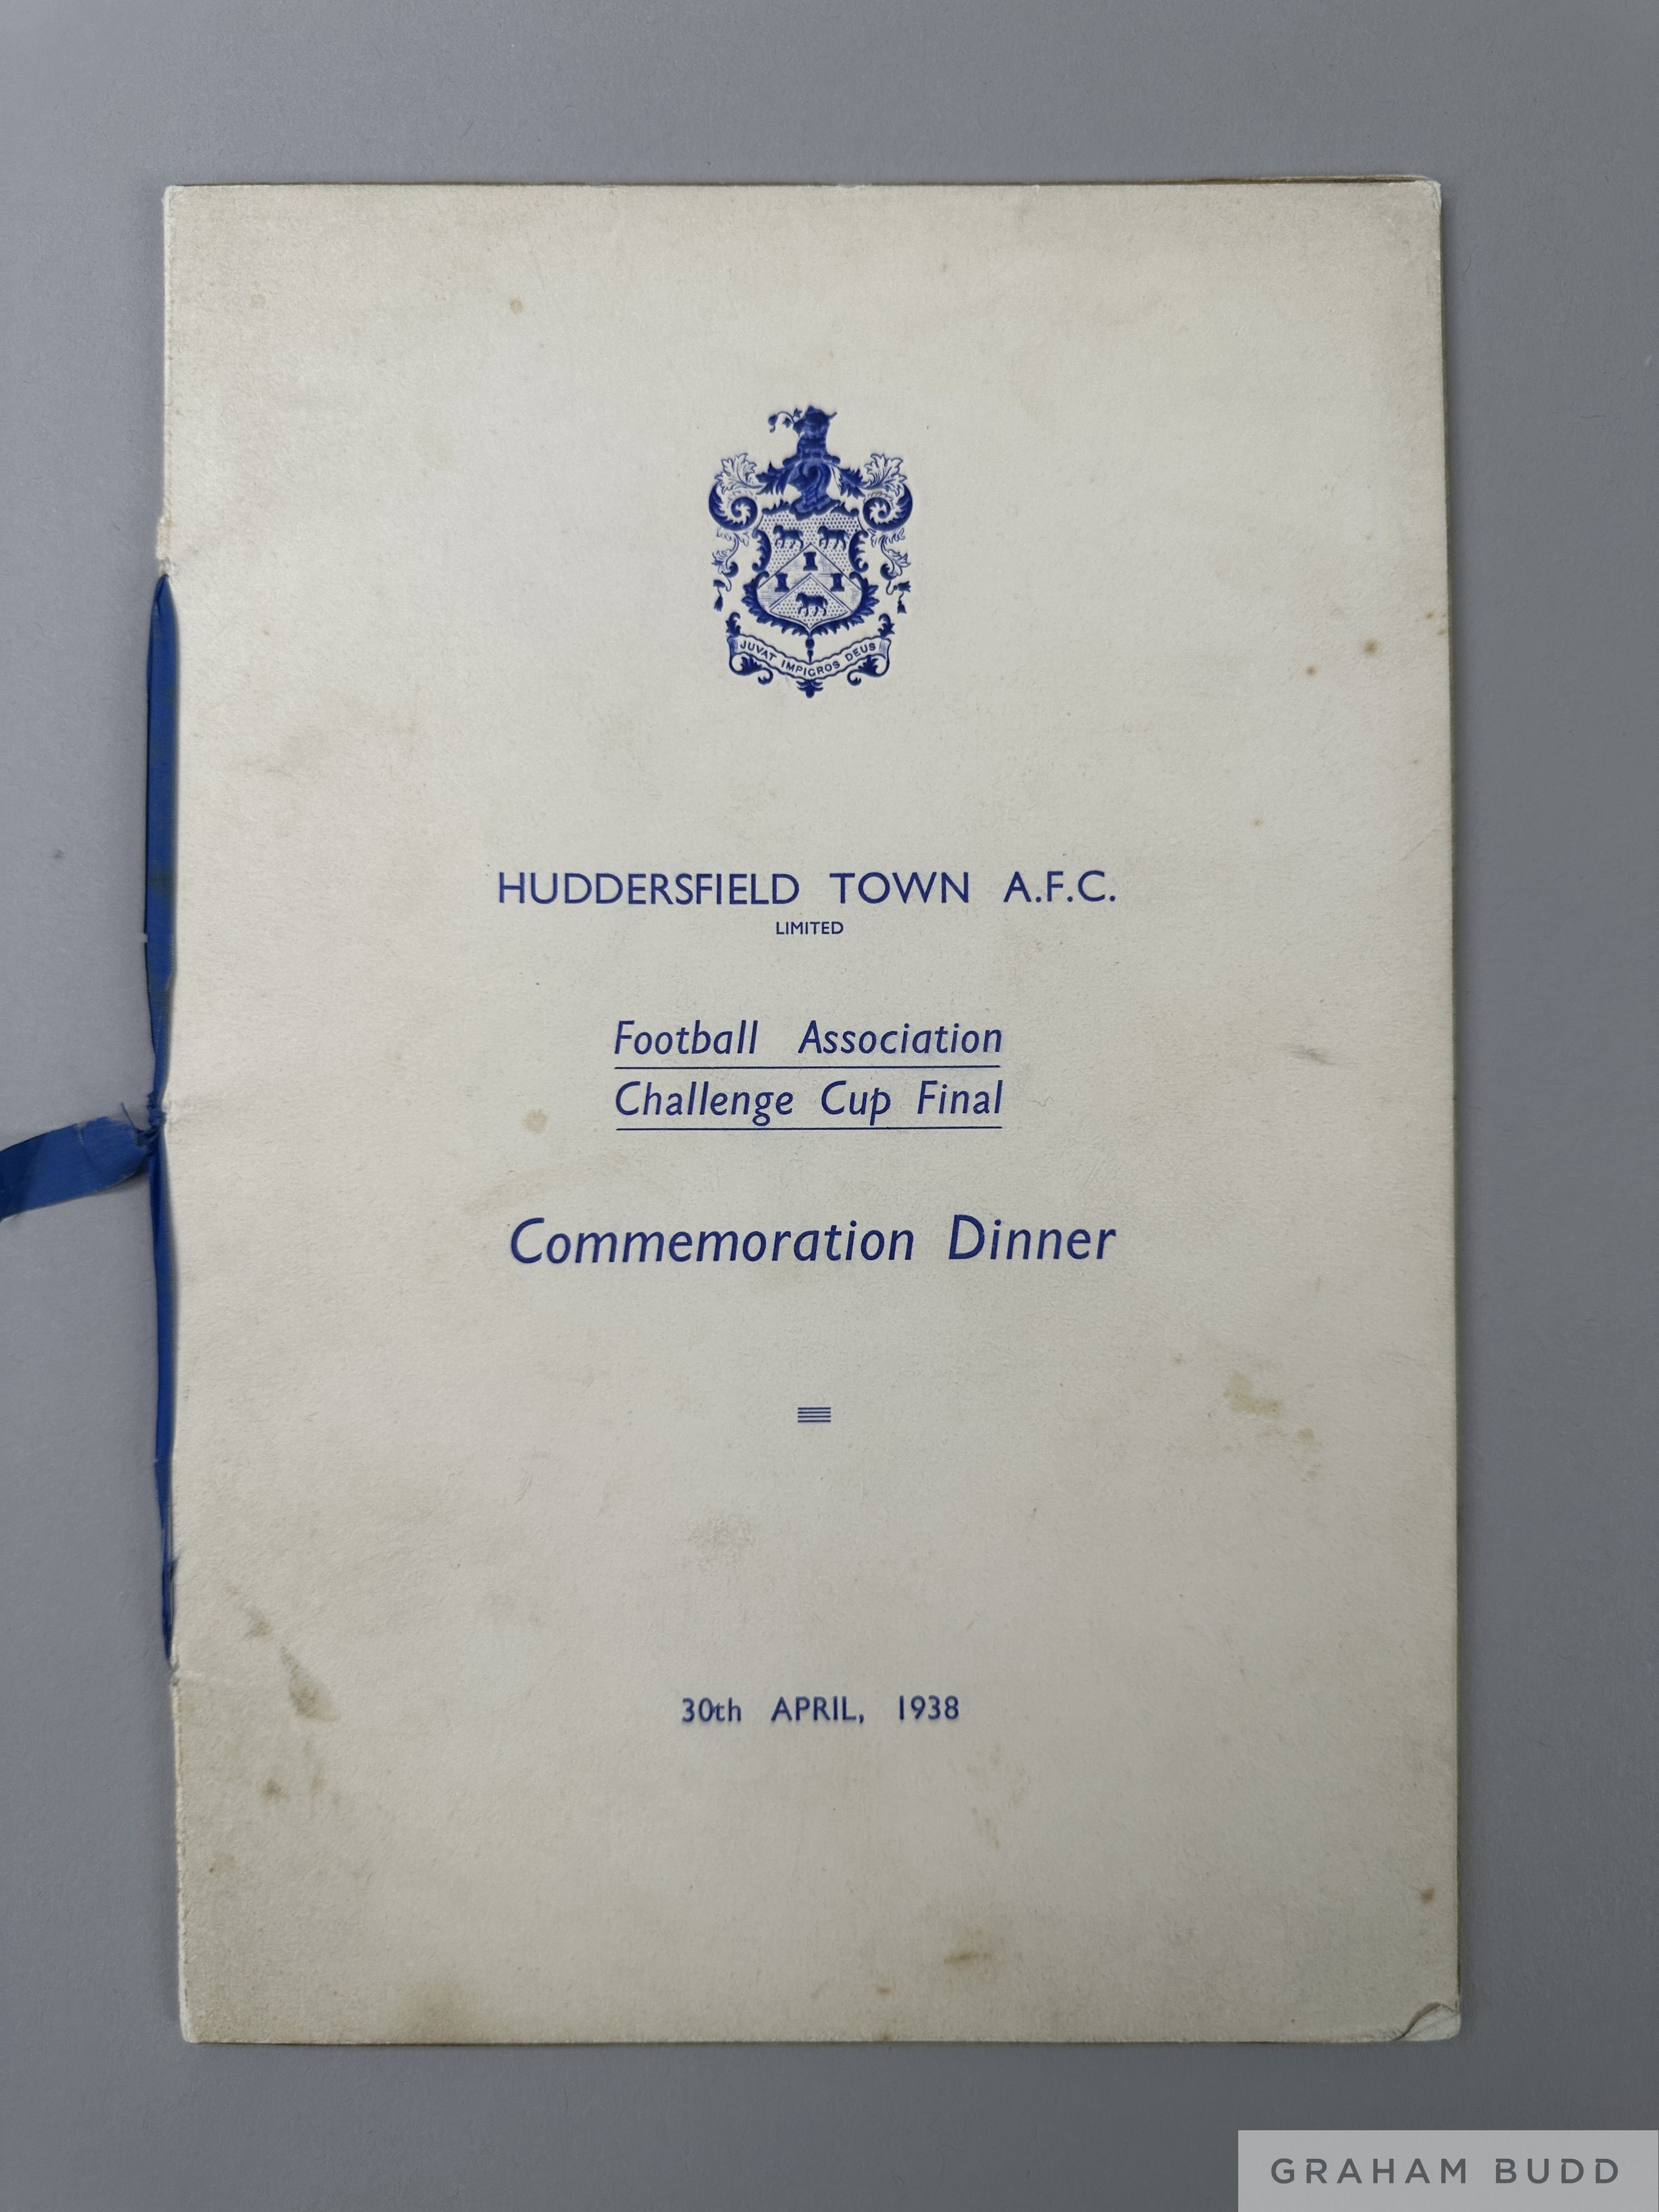 JUVAT IMPIGROS DEUS
HUDDERSFIELD TOWN A.F.C.
LIMITED
Football Association
Challenge Cup Final
Commemoration Dinner
30th APRIL, 1938
GRAHAM BUDD